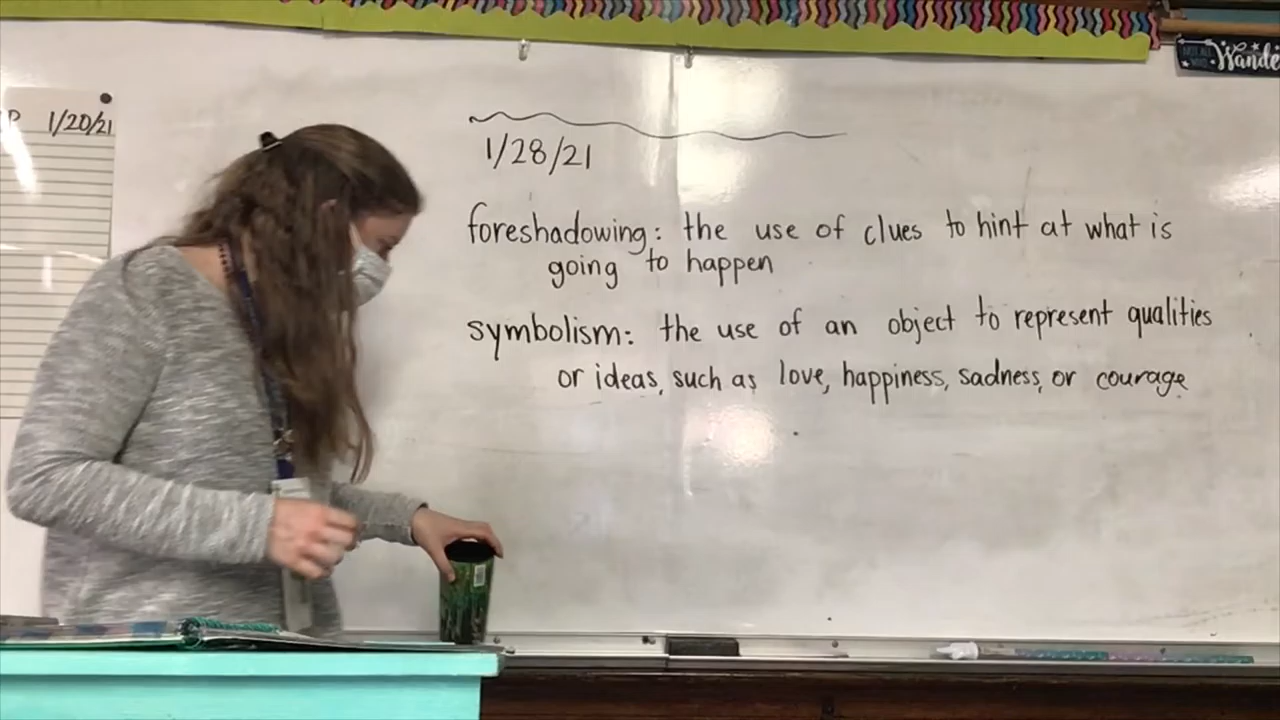 1/20/21
1/28/21
foreshadowing: the use of clues to hint at what is
going to happen
symbolism: the use of an object to represent qualities
or ideas, such as love, happiness, sadness, or courage